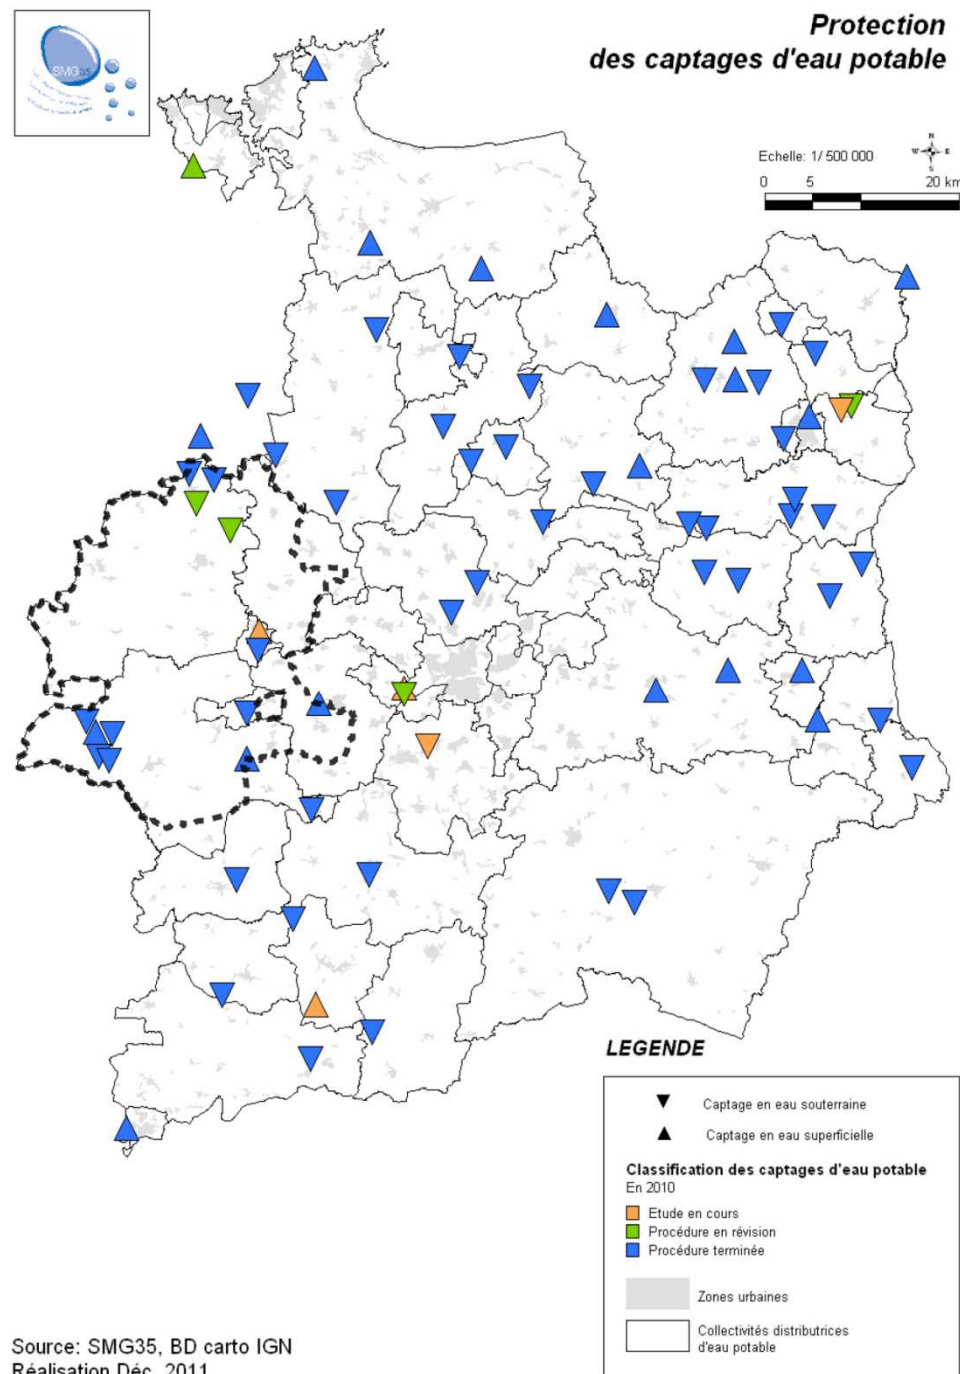 SMG35
Protection
des captages d'eau potable
Echelle: 1/ 500 000
N
W E
S
0 5 20 km
LEGENDE
Captage en eau souterraine
Captage en eau superficielle
Classification des captages d'eau potable
En 2010
Etude en cours
Procédure en révision
Procédure terminée
Zones urbaines
Collectivités distributrices
d'eau potable
Source: SMG35, BD carto IGN
Réalisation Déc. 2011